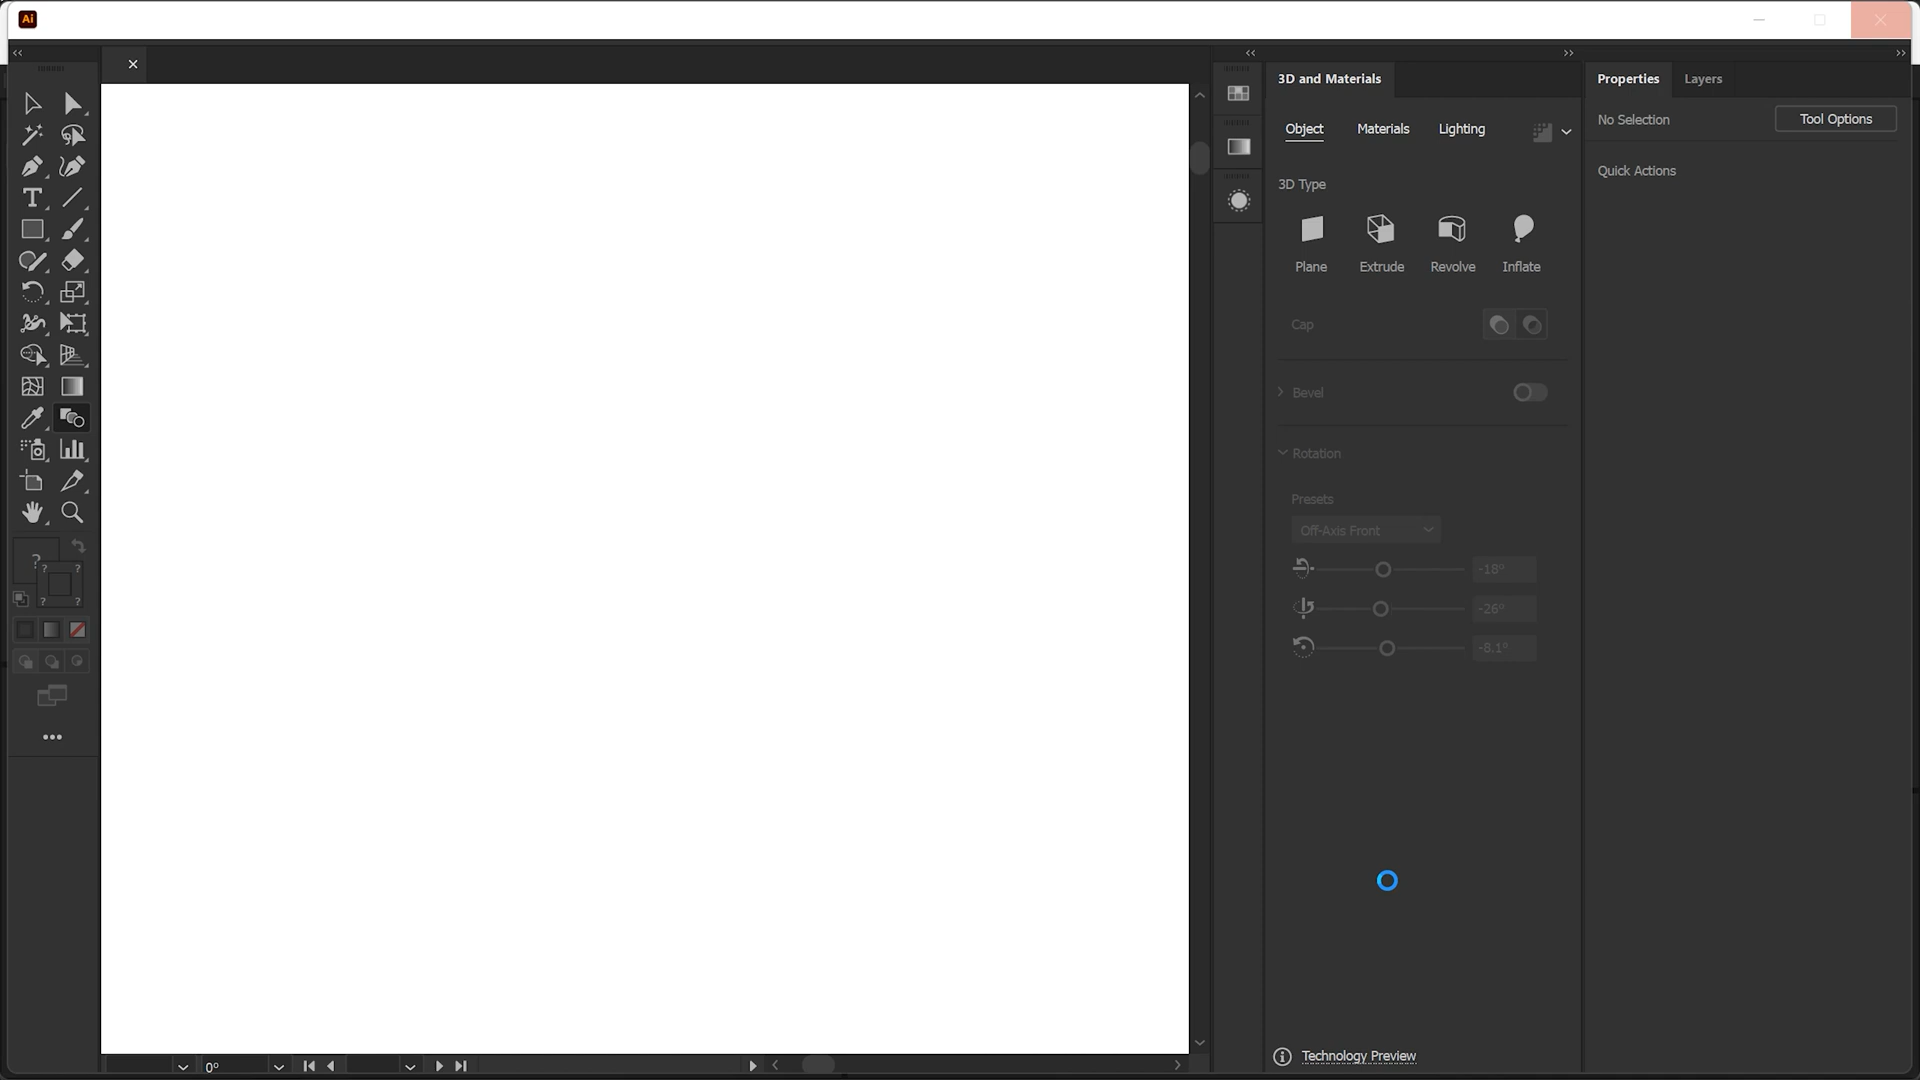 Ai
3D and Materials
Properties
Layers
Object
Materials
Lighting
No Selection
Tool Options
Quick Actions
3D Type
Plane
Extrude
Revolve
Inflate
Cap
Bevel
Rotation
Presets
Off-Axis Front
-18°
-26°
-8.1°
? ? ?
? ?
0°
Technology Preview